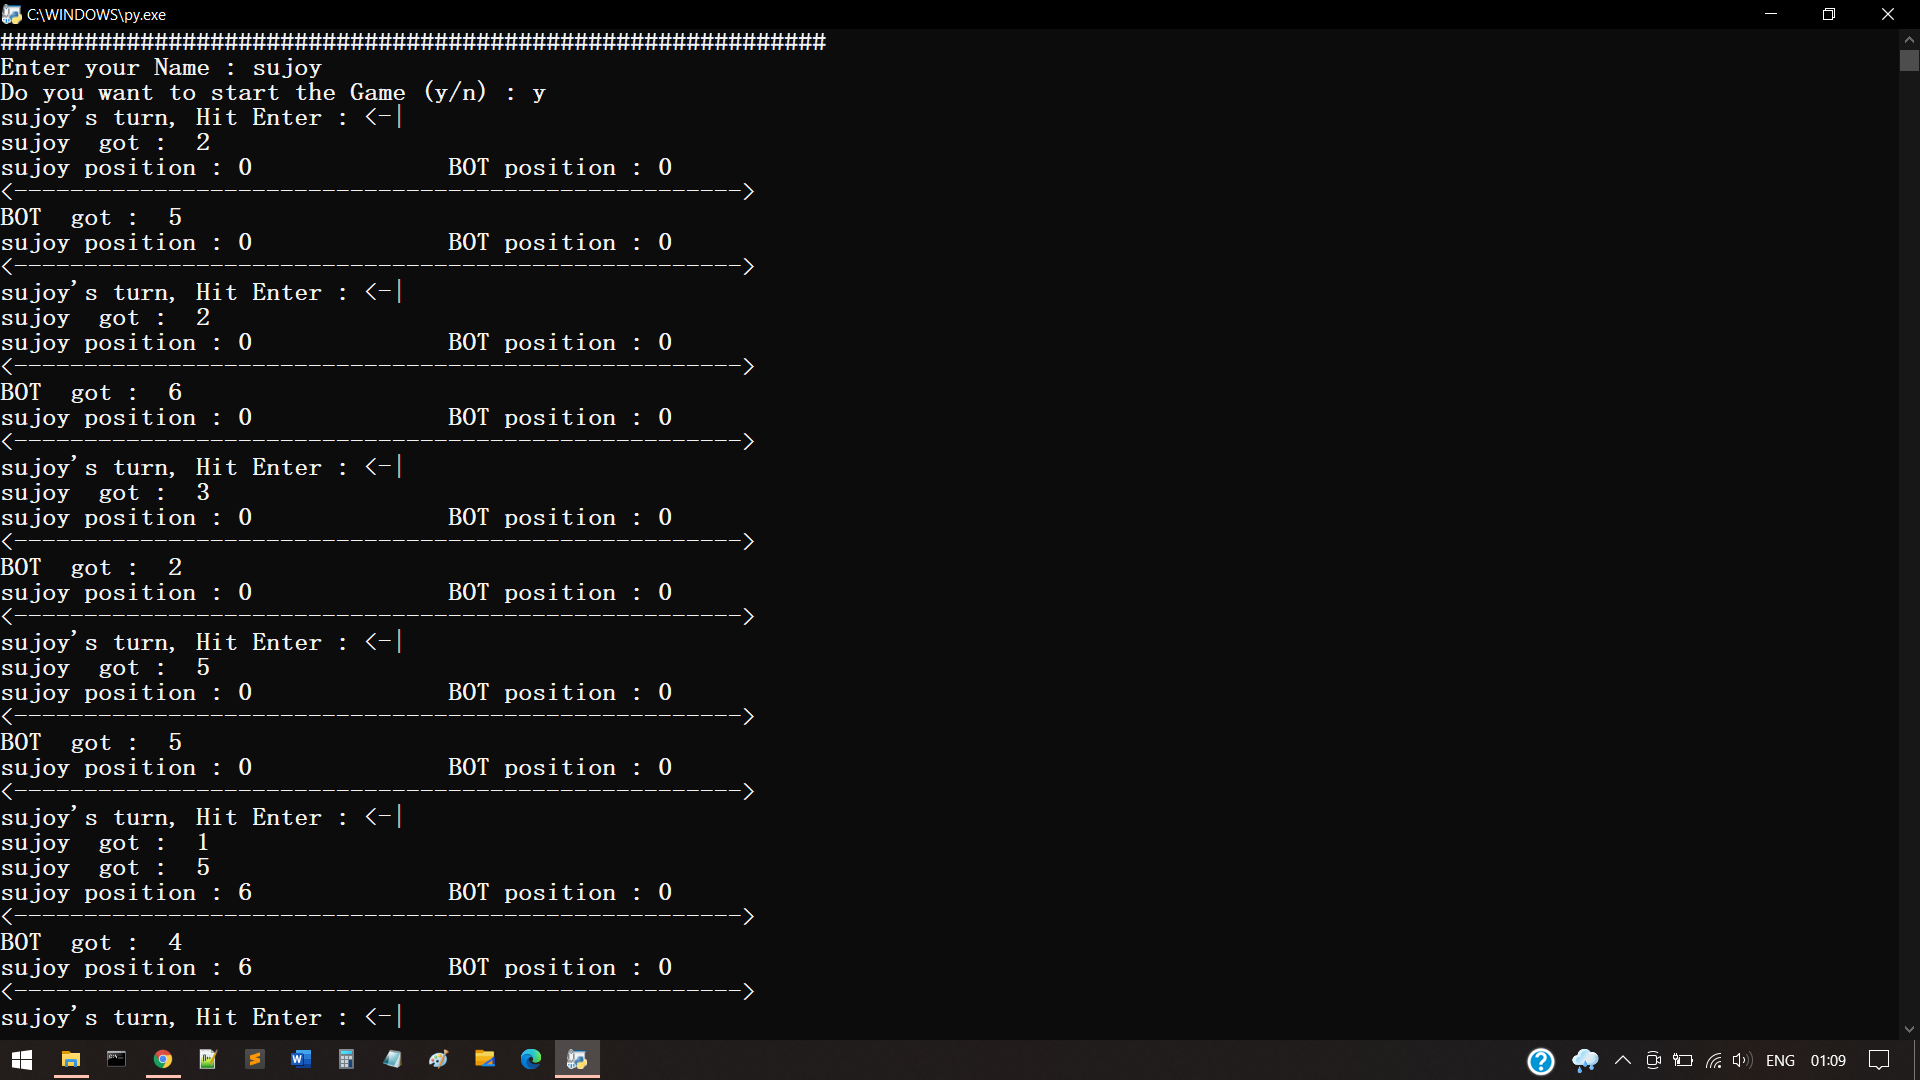 C:\WINDOWS\py.exe
###########################################################
Enter your Name : sujoy
Do you want to start the Game (y/n) : y
sujoy's turn, Hit Enter : <-|
sujoy  got :  2
sujoy position : 0              BOT position : 0
<---------------------------------------------------->
BOT  got :  5
sujoy position : 0              BOT position : 0
<---------------------------------------------------->
sujoy's turn, Hit Enter : <-|
sujoy  got :  2
sujoy position : 0              BOT position : 0
<---------------------------------------------------->
BOT  got :  6
sujoy position : 0              BOT position : 0
<---------------------------------------------------->
sujoy's turn, Hit Enter : <-|
sujoy  got :  3
sujoy position : 0              BOT position : 0
<---------------------------------------------------->
BOT  got :  2
sujoy position : 0              BOT position : 0
<---------------------------------------------------->
sujoy's turn, Hit Enter : <-|
sujoy  got :  5
sujoy position : 0              BOT position : 0
<---------------------------------------------------->
BOT  got :  5
sujoy position : 0              BOT position : 0
<---------------------------------------------------->
sujoy's turn, Hit Enter : <-|
sujoy  got :  1
sujoy  got :  5
sujoy position : 6              BOT position : 0
<---------------------------------------------------->
BOT  got :  4
sujoy position : 6              BOT position : 0
<---------------------------------------------------->
sujoy's turn, Hit Enter : <-|
ENG 01:09